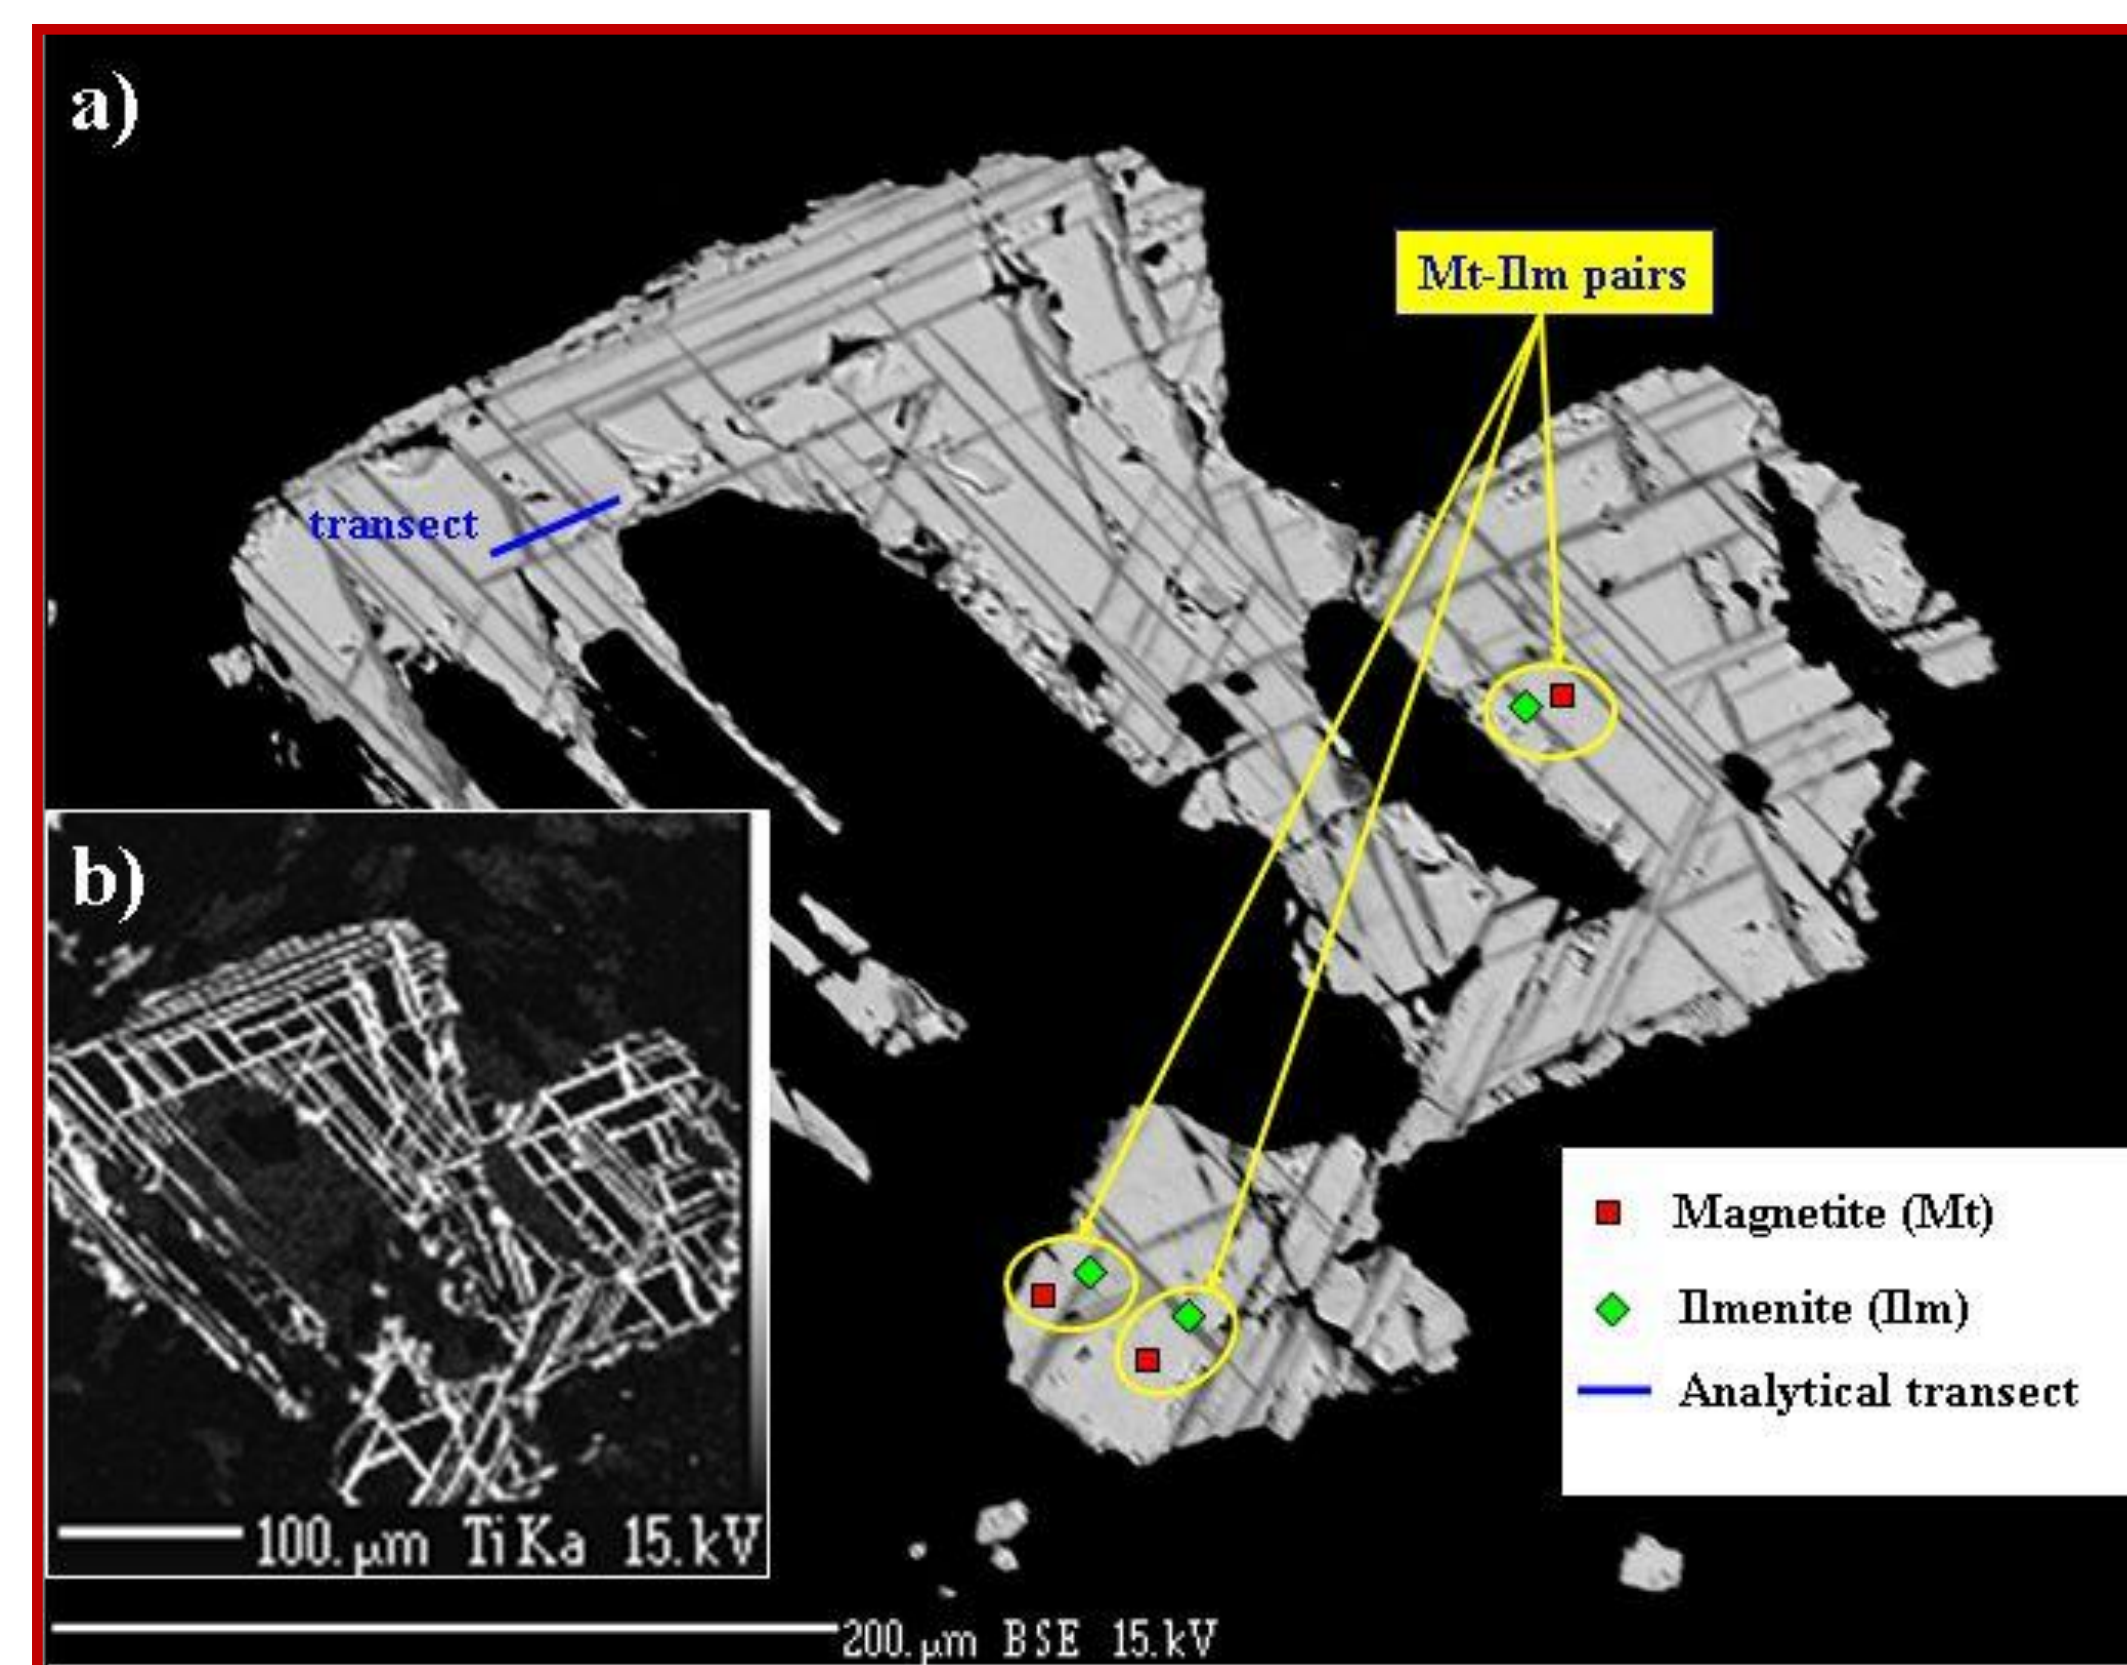 a)
Mt-Ilm pairs
transect
b)
100.μm TiKa 15.kV
Magnetite (Mt)
Ilmenite (Ilm)
Analytical transect
200.μm BSE 15.kV